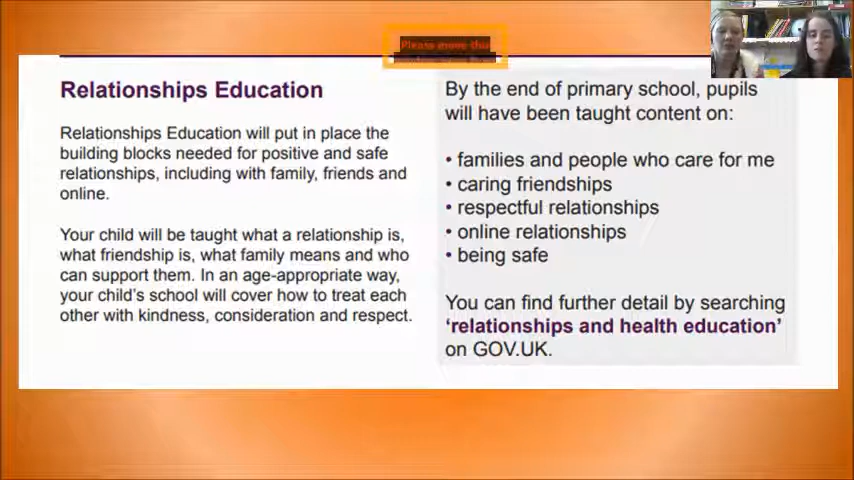 Please move this
Relationships Education
Relationships Education will put in place the
building blocks needed for positive and safe
relationships, including with family, friends and
online.
Your child will be taught what a relationship is,
what friendship is, what family means and who
can support them. In an age-appropriate way,
your child's school will cover how to treat each
other with kindness, consideration and respect.
By the end of primary school, pupils
will have been taught content on:
• families and people who care for me
• caring friendships
• respectful relationships
• online relationships
• being safe
You can find further detail by searching
‘relationships and health education’
on GOV.UK.